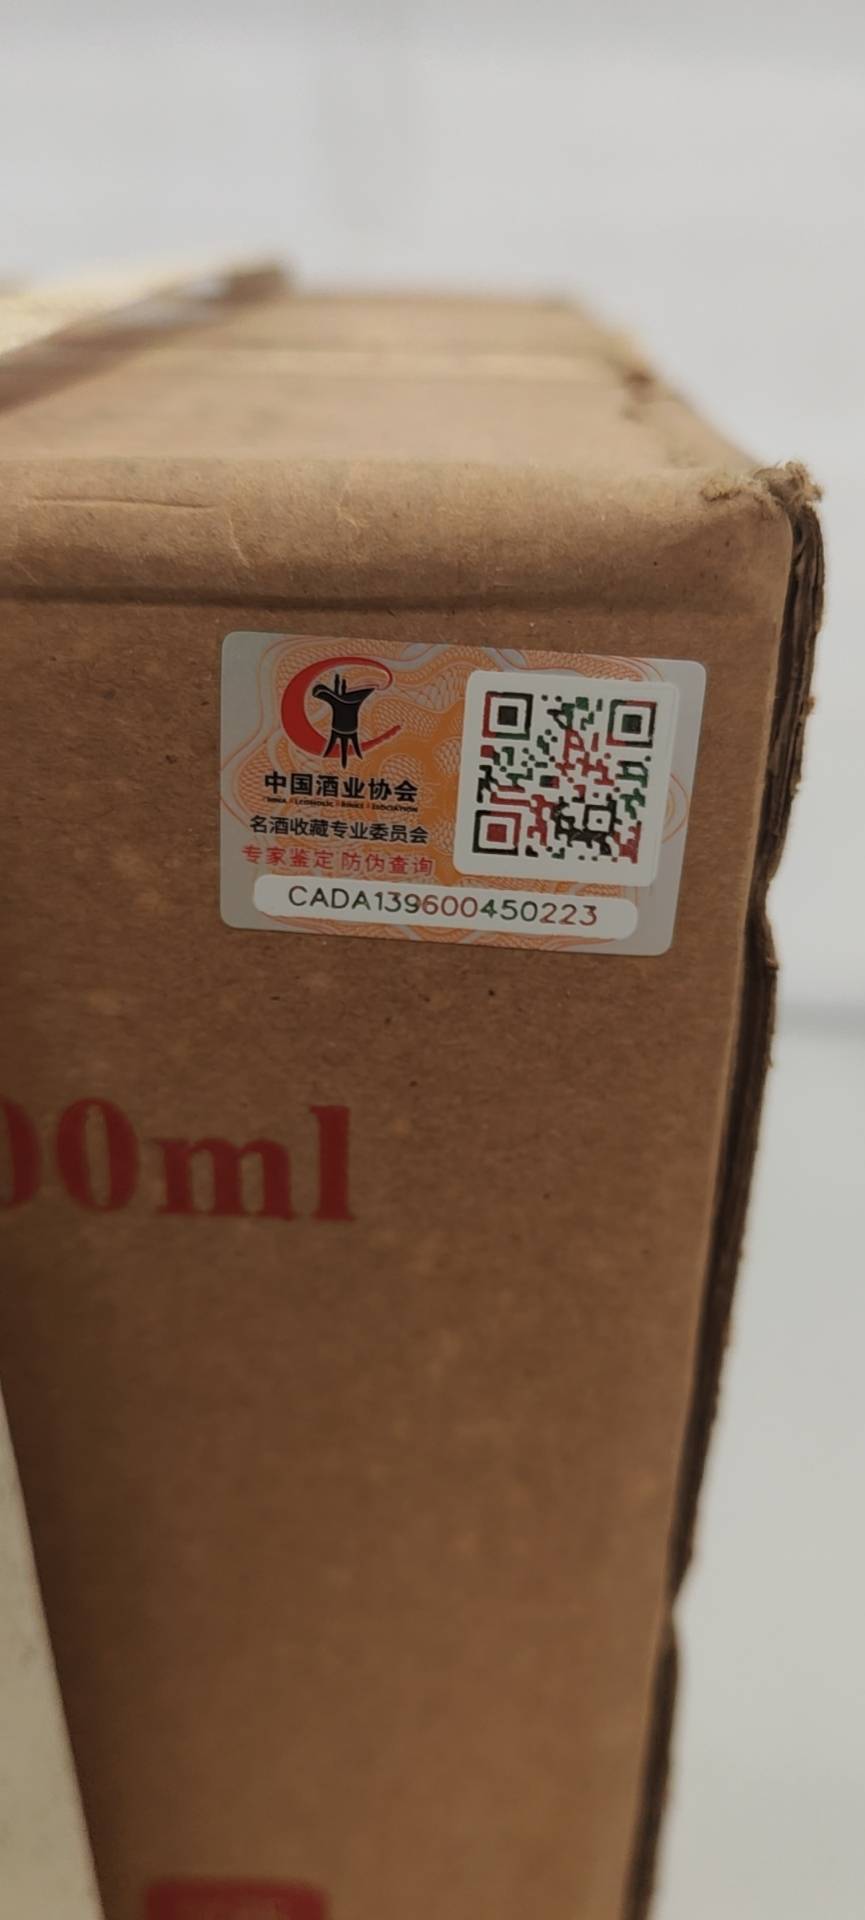 中国酒业协会
名酒收藏专业委员会
专家鉴定 防伪查询
CADA139600450223
00ml